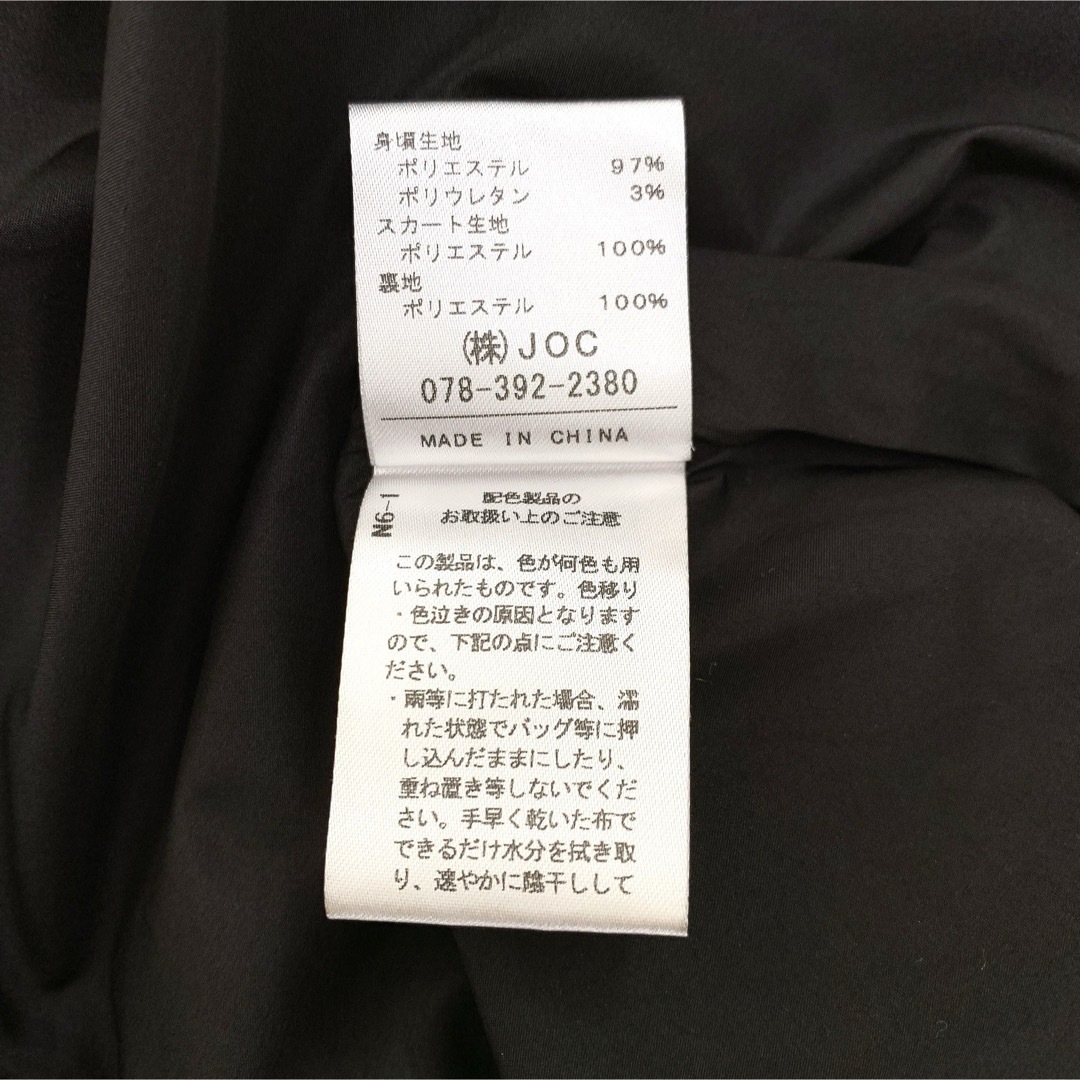 身頃生地
ポリエステル 97%
ポリウレタン 3%
スカート生地
ポリエステル 100%
裏地
ポリエステル 100%
(株)JOC
078-392-2380
MADE IN CHINA
N6-1
配色製品の
お取扱い上のご注意
この製品は、色が何色も用
いられたものです。色移り
・色泣きの原因となります
ので、下記の点にご注意く
ださい。
・雨等に打たれた場合、濡
れた状態でバッグ等に押
し込んだままにしたり、
重ね置き等しないでくだ
さい。手早く乾いた布で
できるだけ水分を拭き取
り、速やかに陰干しして